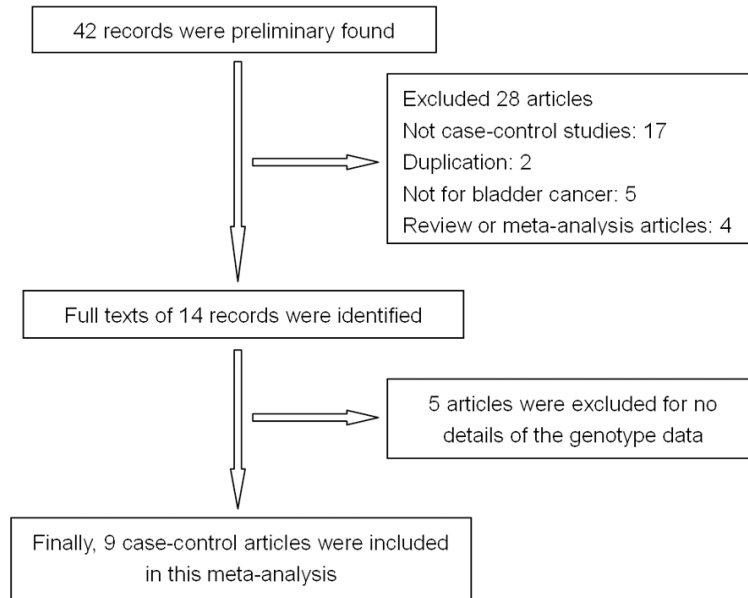 42 records were preliminary found
Excluded 28 articles
Not case-control studies: 17
Duplication: 2
Not for bladder cancer: 5
Review or meta-analysis articles: 4
Full texts of 14 records were identified
5 articles were excluded for no
details of the genotype data
Finally, 9 case-control articles were included
in this meta-analysis